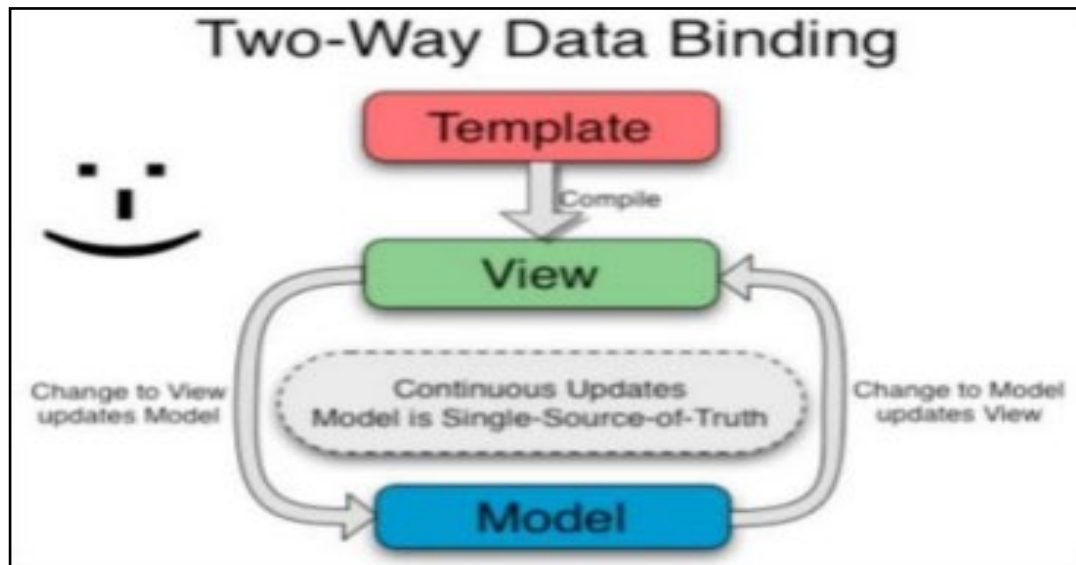 Two-Way Data Binding
Template
Compile
View
Change to View
updates Model
Continuous Updates
Model is Single-Source-of-Truth
Change to Model
updates View
Model